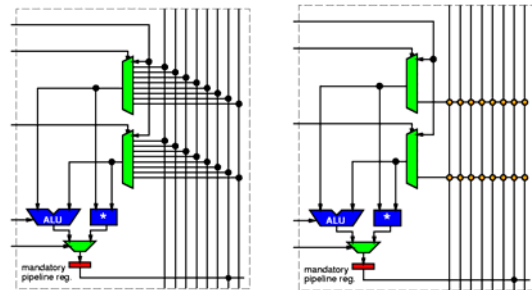 ALU
*
mandatory
pipeline reg.
ALU
*
mandatory
pipeline reg.